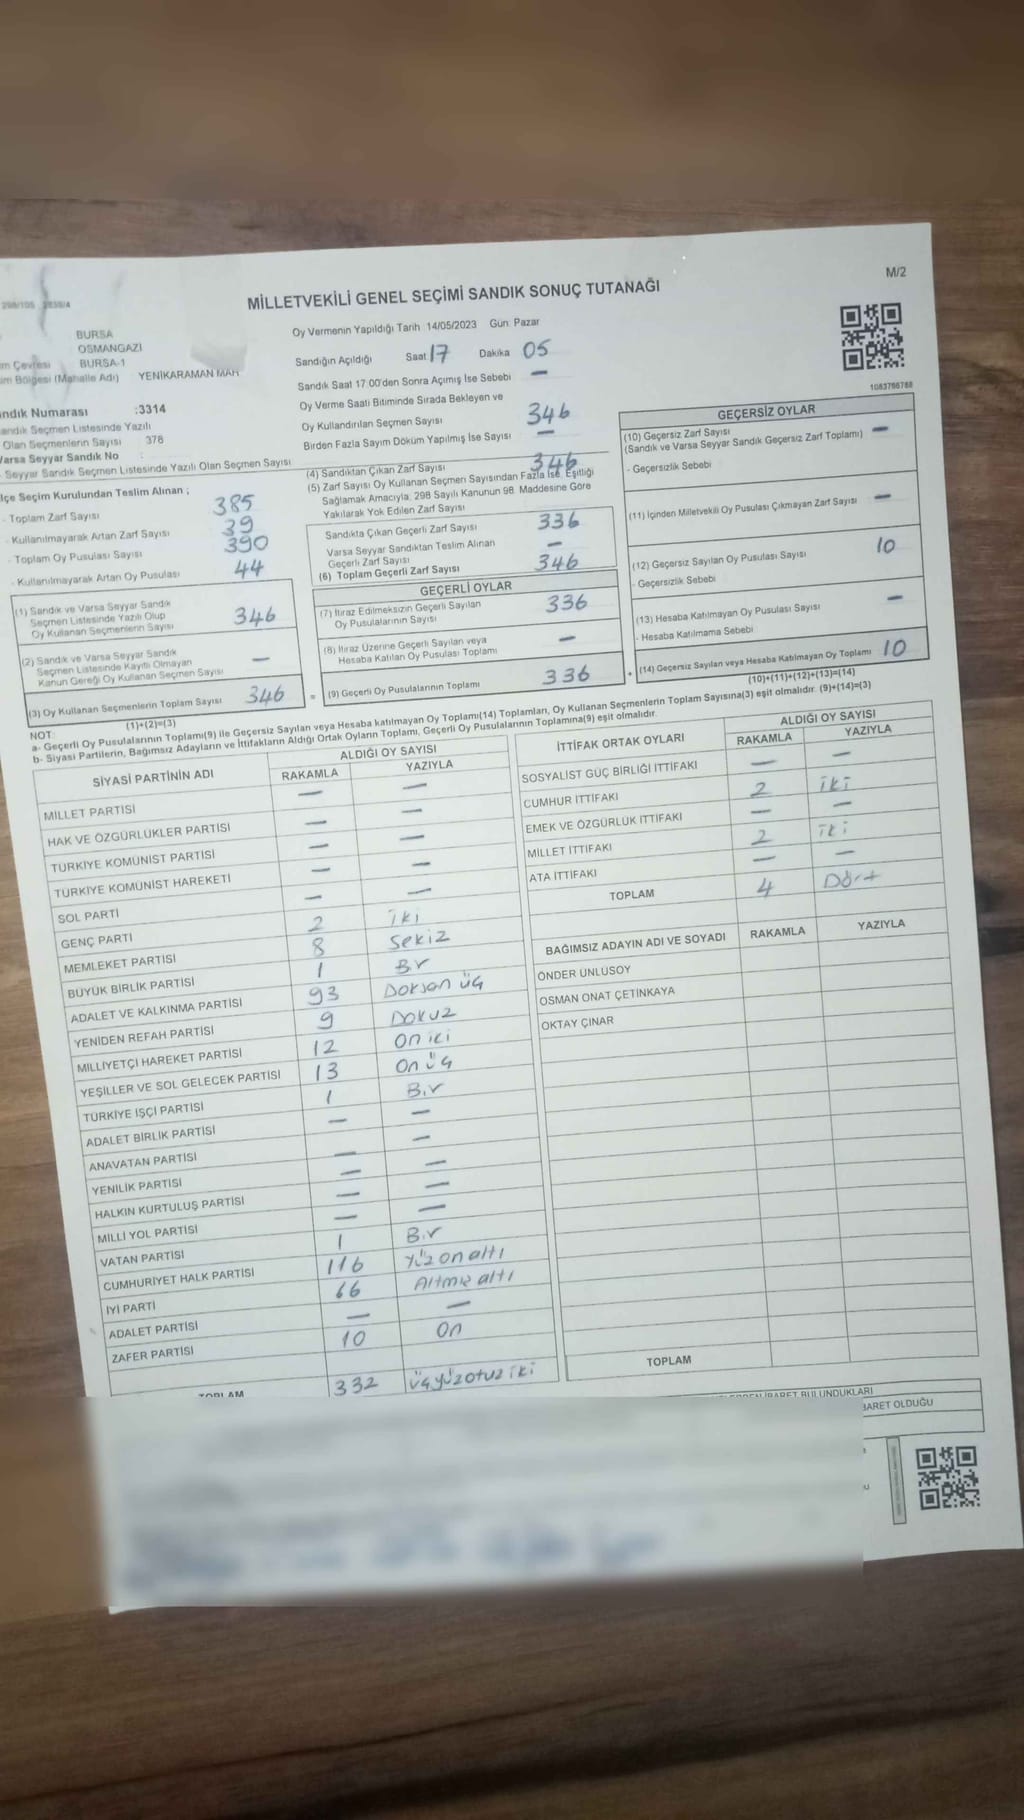 298/105
M/2
MİLLETVEKİLİ GENEL SEÇİMİ SANDIK SONUÇ TUTANAĞI
BURSA
OSMANGAZİ
BURSA-1
YENİKARAMAN MAH
Oy Vermenin Yapıldığı Tarih 14/05/2023 Gün: Pazar
Sandığın Açıldığı Saat 17 Dakika 05
Sandık Saat 17:00'den Sonra Açımış İse Sebebi —
Oy Verme Saati Bitiminde Sırada Bekleyen ve
Oy Kullandırılan Seçmen Sayısı 346
Birden Fazla Sayım Döküm Yapılmış İse Sayısı —
1083766788
ndık Numarası :3314
andık Seçmen Listesinde Yazılı
Olan Seçmenlerin Sayısı : 378
Varsa Seyyar Sandık No :
Seyyar Sandık Seçmen Listesinde Yazılı Olan Seçmen Sayısı
lçe Seçim Kurulundan Teslim Alınan ;
- Toplam Zarf Sayısı 385
- Kullanılmayarak Artan Zarf Sayısı 39
- Toplam Oy Pusulası Sayısı 390
- Kullanılmayarak Artan Oy Pusulası 44
(1) Sandık ve Varsa Seyyar Sandık
Seçmen Listesinde Yazılı Olup
Oy Kullanan Seçmenlerin Sayısı 346
(2) Sandık ve Varsa Seyyar Sandık
Seçmen Listesinde Kayıtlı Olmayan
Kanun Gereği Oy Kullanan Seçmen Sayısı —
(3) Oy Kullanan Seçmenlerin Toplam Sayısı 346
(1)+(2)=(3)
(4) Sandıktan Çıkan Zarf Sayısı 346
(5) Zarf Sayısı Oy Kullanan Seçmen Sayısından Fazla İse, Eşitliği
Sağlamak Amacıyla, 298 Sayılı Kanunun 98. Maddesine Göre
Yakılarak Yok Edilen Zarf Sayısı
Sandıkta Çıkan Geçerli Zarf Sayısı 336
Varsa Seyyar Sandıktan Teslim Alınan
Geçerli Zarf Sayısı —
(6) Toplam Geçerli Zarf Sayısı 346
GEÇERLİ OYLAR
(7) İtiraz Edilmeksizin Geçerli Sayılan
Oy Pusulalarının Sayısı 336
(8) İtiraz Üzerine Geçerli Sayılan veya
Hesaba Katılan Oy Pusulası Toplamı —
= (9) Geçerli Oy Pusulalarının Toplamı 336 +
GEÇERSİZ OYLAR
(10) Geçersiz Zarf Sayısı —
(Sandık ve Varsa Seyyar Sandık Geçersiz Zarf Toplamı)
- Geçersizlik Sebebi
(11) İçinden Milletvekili Oy Pusulası Çıkmayan Zarf Sayısı —
(12) Geçersiz Sayılan Oy Pusulası Sayısı 10
- Geçersizlik Sebebi
(13) Hesaba Katılmayan Oy Pusulası Sayısı —
- Hesaba Katılmama Sebebi
(14) Geçersiz Sayılan veya Hesaba Katılmayan Oy Toplamı 10
(10)+(11)+(12)+(13)=(14)
NOT:
a- Geçerli Oy Pusulalarının Toplamı(9) ile Geçersiz Sayılan veya Hesaba katılmayan Oy Toplamı(14) Toplamları, Oy Kullanan Seçmenlerin Toplam Sayısına(3) eşit olmalıdır. (9)+(14)=(3)
b- Siyasi Partilerin, Bağımsız Adayların ve İttifakların Aldığı Ortak Oyların Toplamı, Geçerli Oy Pusulalarının Toplamına(9) eşit olmalıdır.
SİYASİ PARTİNİN ADI ALDIĞI OY SAYISI
RAKAMLA YAZIYLA
MİLLET PARTİSİ — —
HAK VE ÖZGÜRLÜKLER PARTİSİ — —
TÜRKİYE KOMÜNİST PARTİSİ — —
TÜRKİYE KOMÜNİST HAREKETİ — —
SOL PARTİ — —
GENÇ PARTİ 2 iki
MEMLEKET PARTİSİ 8 Sekiz
BÜYÜK BİRLİK PARTİSİ 1 Bir
ADALET VE KALKINMA PARTİSİ 93 Doksan üç
YENİDEN REFAH PARTİSİ 9 Dokuz
MİLLİYETÇİ HAREKET PARTİSİ 12 On iki
YEŞİLLER VE SOL GELECEK PARTİSİ 13 On üç
TÜRKİYE İŞÇİ PARTİSİ 1 Bir
ADALET BİRLİK PARTİSİ — —
ANAVATAN PARTİSİ — —
YENİLİK PARTİSİ — —
HALKIN KURTULUŞ PARTİSİ — —
MİLLİ YOL PARTİSİ — —
VATAN PARTİSİ 1 Bir
CUMHURİYET HALK PARTİSİ 116 Yüz on altı
İYİ PARTİ 66 Altmış altı
ADALET PARTİSİ — —
ZAFER PARTİSİ 10 On
TOPLAM 332 üçyüzotuz iki
İTTİFAK ORTAK OYLARI ALDIĞI OY SAYISI
RAKAMLA YAZIYLA
SOSYALİST GÜÇ BİRLİĞİ İTTİFAKI — —
CUMHUR İTTİFAKI 2 iki
EMEK VE ÖZGÜRLÜK İTTİFAKI — —
MİLLET İTTİFAKI 2 iki
ATA İTTİFAKI — —
TOPLAM 4 Dört
BAĞIMSIZ ADAYIN ADI VE SOYADI RAKAMLA YAZIYLA
ÖNDER ÜNLÜSOY
OSMAN ONAT ÇETİNKAYA
OKTAY ÇINAR
TOPLAM
İBARET BULUNDUKLARI
BARET OLDUĞU